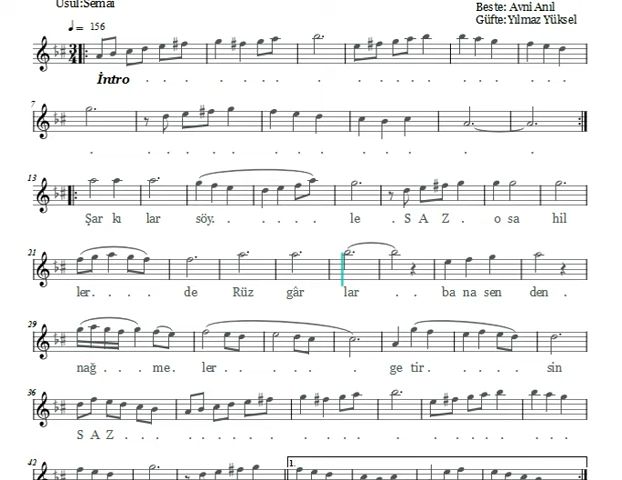 Usul:Semai
Beste: Avni Anıl
Güfte:Yılmaz Yüksel
= 156
3/4
İntro . . . . . . . . . . . .
7
. . . . . .
13
Şar kı lar söy. . . . . le . S A Z . o sa hil
21
ler. . . . de Rüz gâr lar . . ba na sen den .
29
nağ . . . me. ler . . . . . ge tir. . . . sin
36
S A Z . . . . . . . . . . . .
42
1.